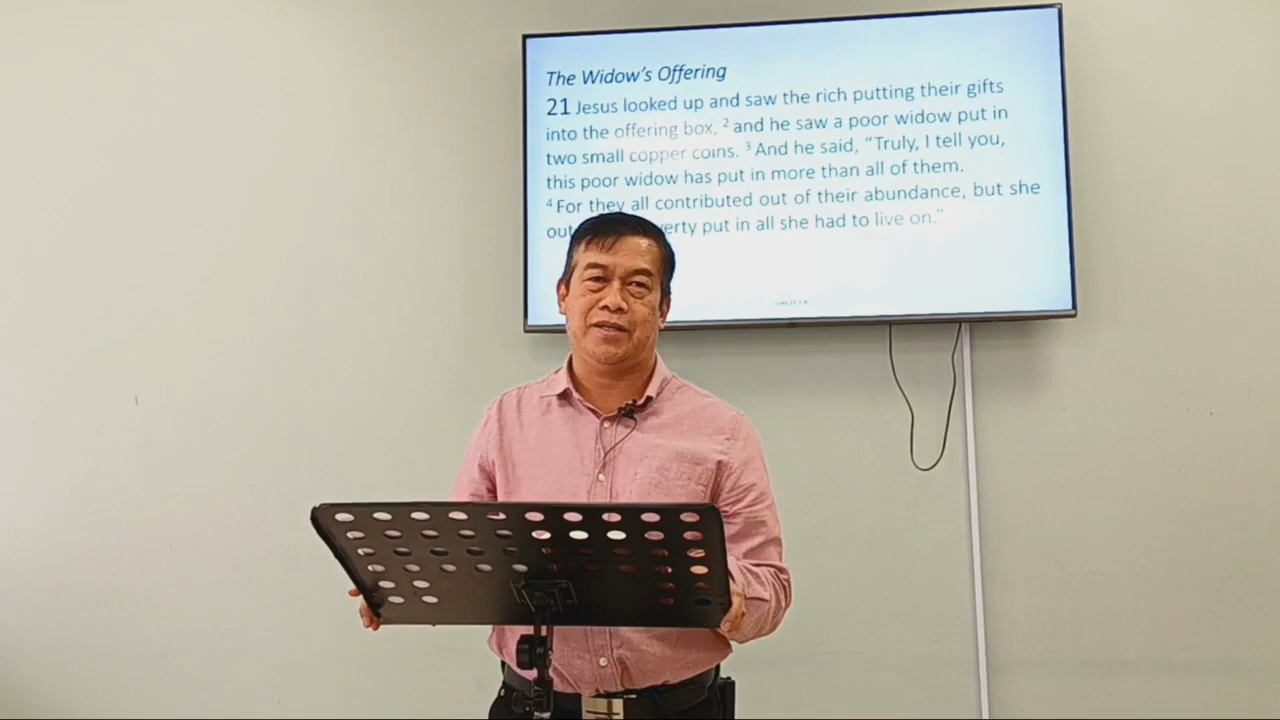 The Widow's Offering
21 Jesus looked up and saw the rich putting their gifts
into the offering box, 2 and he saw a poor widow put in
two small copper coins. 3 And he said, “Truly, I tell you,
this poor widow has put in more than all of them.
4 For they all contributed out of their abundance, but she
out put in all she had to live on.”